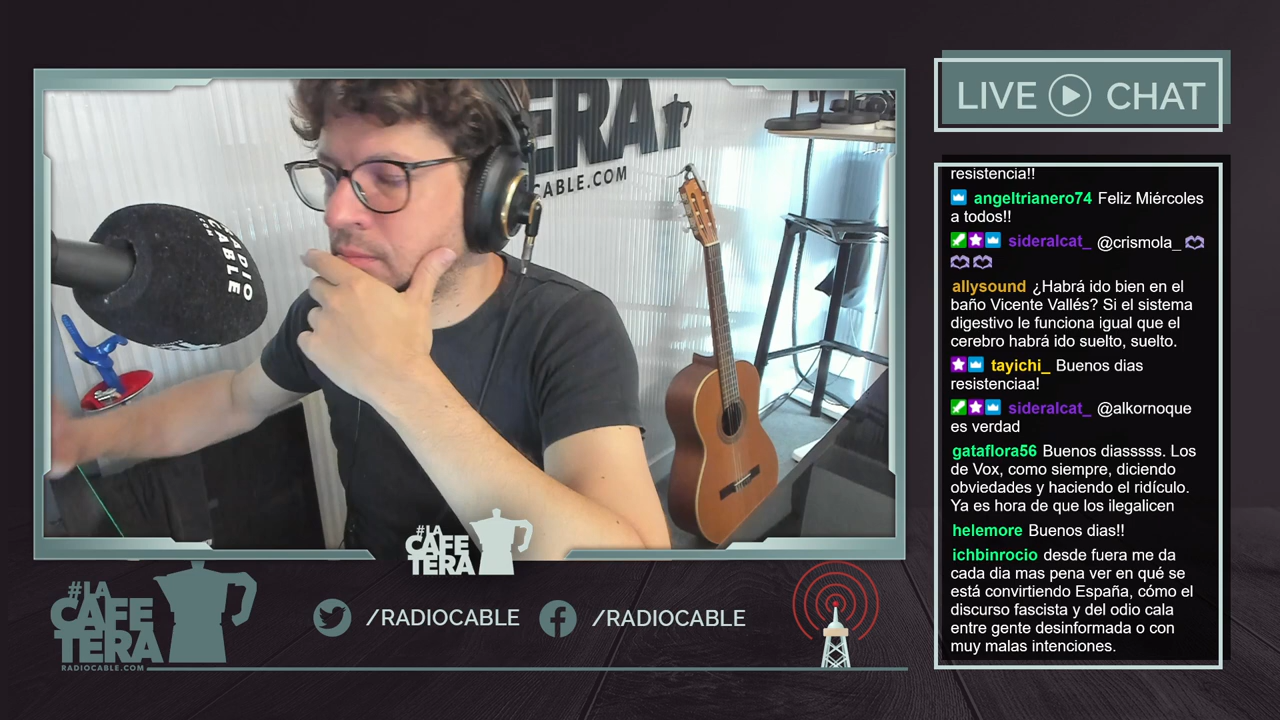 TERA
CABLE.COM
RADIO
CABLE
#LA
CAFE
TERA
#LA
CAFE
TERA
RADIOCABLE.COM
/RADIOCABLE
/RADIOCABLE
LIVE CHAT
resistencia!!
angeltrianero74 Feliz Miércoles
a todos!!
sideralcat_ @crismola_
allysound ¿Habrá ido bien en el
baño Vicente Vallés? Si el sistema
digestivo le funciona igual que el
cerebro habrá ido suelto, suelto.
tayichi_ Buenos dias
resistenciaa!
sideralcat_ @alkornoque
es verdad
gataflora56 Buenos diasssss. Los
de Vox, como siempre, diciendo
obviedades y haciendo el ridículo.
Ya es hora de que los ilegalicen
helemore Buenos dias!!
ichbinrocio desde fuera me da
cada dia mas pena ver en qué se
está convirtiendo España, cómo el
discurso fascista y del odio cala
entre gente desinformada o con
muy malas intenciones.